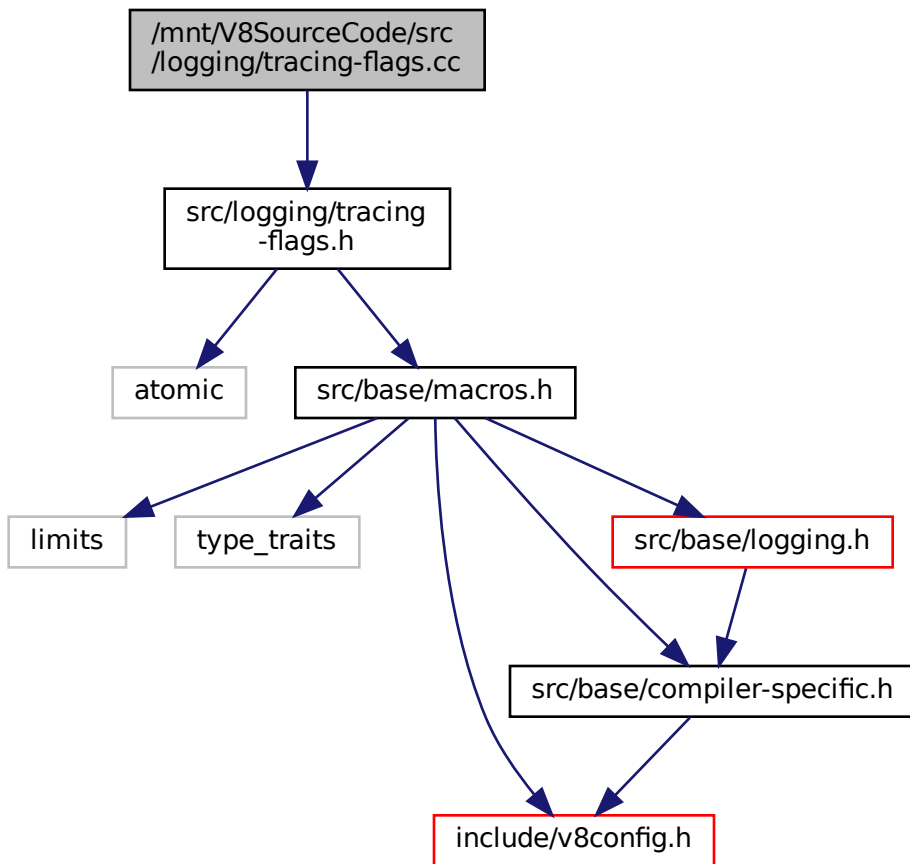 /mnt/V8SourceCode/src
/logging/tracing-flags.cc
src/logging/tracing
-flags.h
atomic
src/base/macros.h
limits
type_traits
src/base/logging.h
src/base/compiler-specific.h
include/v8config.h